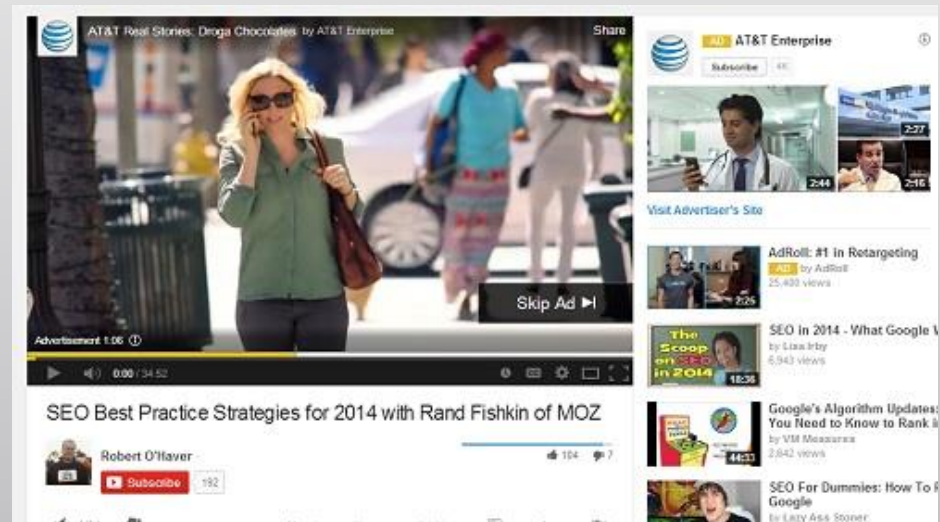 AT&T Real Stories: Droga Chocolates by AT&T Enterprise
Share
Skip Ad
Advertisement 1:06
0:00 / 34:52
SEO Best Practice Strategies for 2014 with Rand Fishkin of MOZ
Robert O'Haver
Subscribe 192
104 7
AD AT&T Enterprise
Subscribe 4K
2:44
2:27
2:16
Visit Advertiser's Site
AdRoll: #1 in Retargeting
AD by AdRoll
25,400 views
2:25
The Scoop on SEO in 2014
18:36
SEO in 2014 - What Google
by Lisa Irby
6,943 views
44:33
Google's Algorithm Updates:
You Need to Know to Rank
by VM Measures
2,642 views
SEO For Dummies: How To
Google
by Lazy Ass Stoner